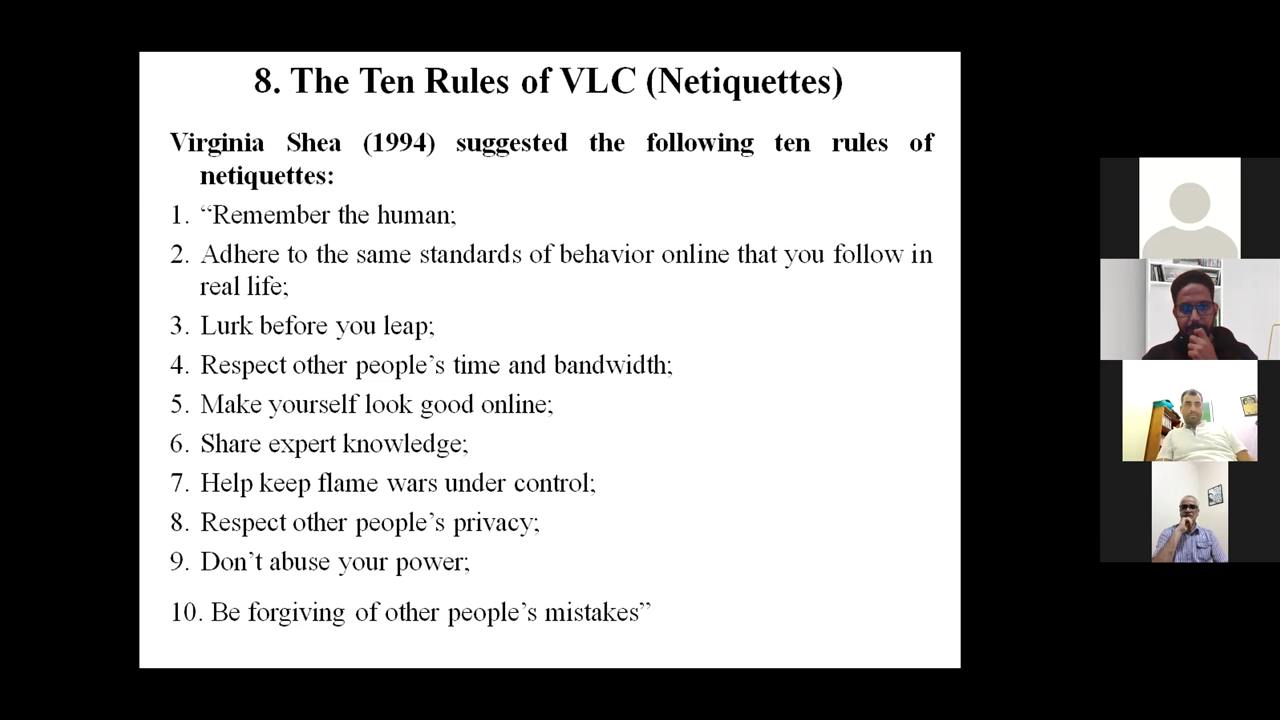 8. The Ten Rules of VLC (Netiquettes)
Virginia Shea (1994) suggested the following ten rules of
netiquettes:
1. “Remember the human;
2. Adhere to the same standards of behavior online that you follow in
real life;
3. Lurk before you leap;
4. Respect other people’s time and bandwidth;
5. Make yourself look good online;
6. Share expert knowledge;
7. Help keep flame wars under control;
8. Respect other people’s privacy;
9. Don’t abuse your power;
10. Be forgiving of other people’s mistakes”